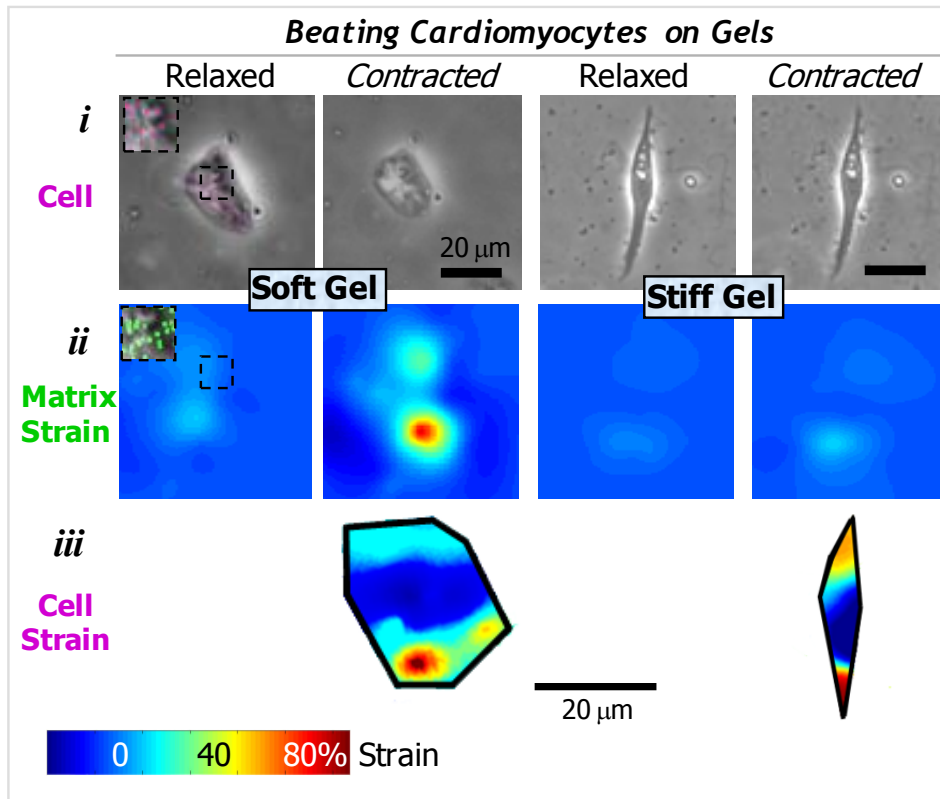 Beating Cardiomyocytes on Gels
Relaxed Contracted Relaxed Contracted
i
Cell
20 μm
Soft Gel Stiff Gel
ii
Matrix
Strain
iii
Cell
Strain
20 μm
0 40 80% Strain